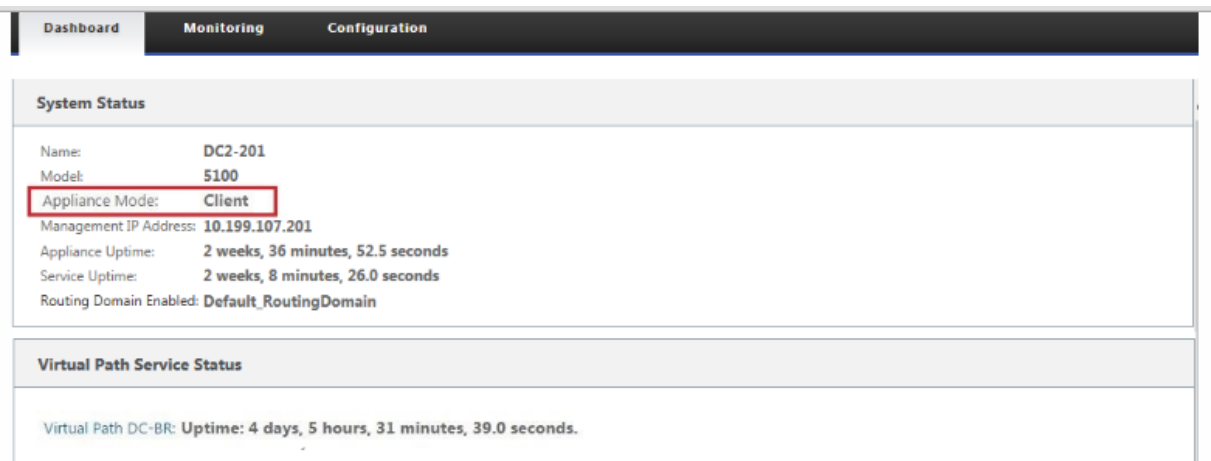 Dashboard Monitoring Configuration
System Status
Name: DC2-201
Model: 5100
Appliance Mode: Client
Management IP Address: 10.199.107.201
Appliance Uptime: 2 weeks, 36 minutes, 52.5 seconds
Service Uptime: 2 weeks, 8 minutes, 26.0 seconds
Routing Domain Enabled: Default_RoutingDomain
Virtual Path Service Status
Virtual Path DC-BR: Uptime: 4 days, 5 hours, 31 minutes, 39.0 seconds.